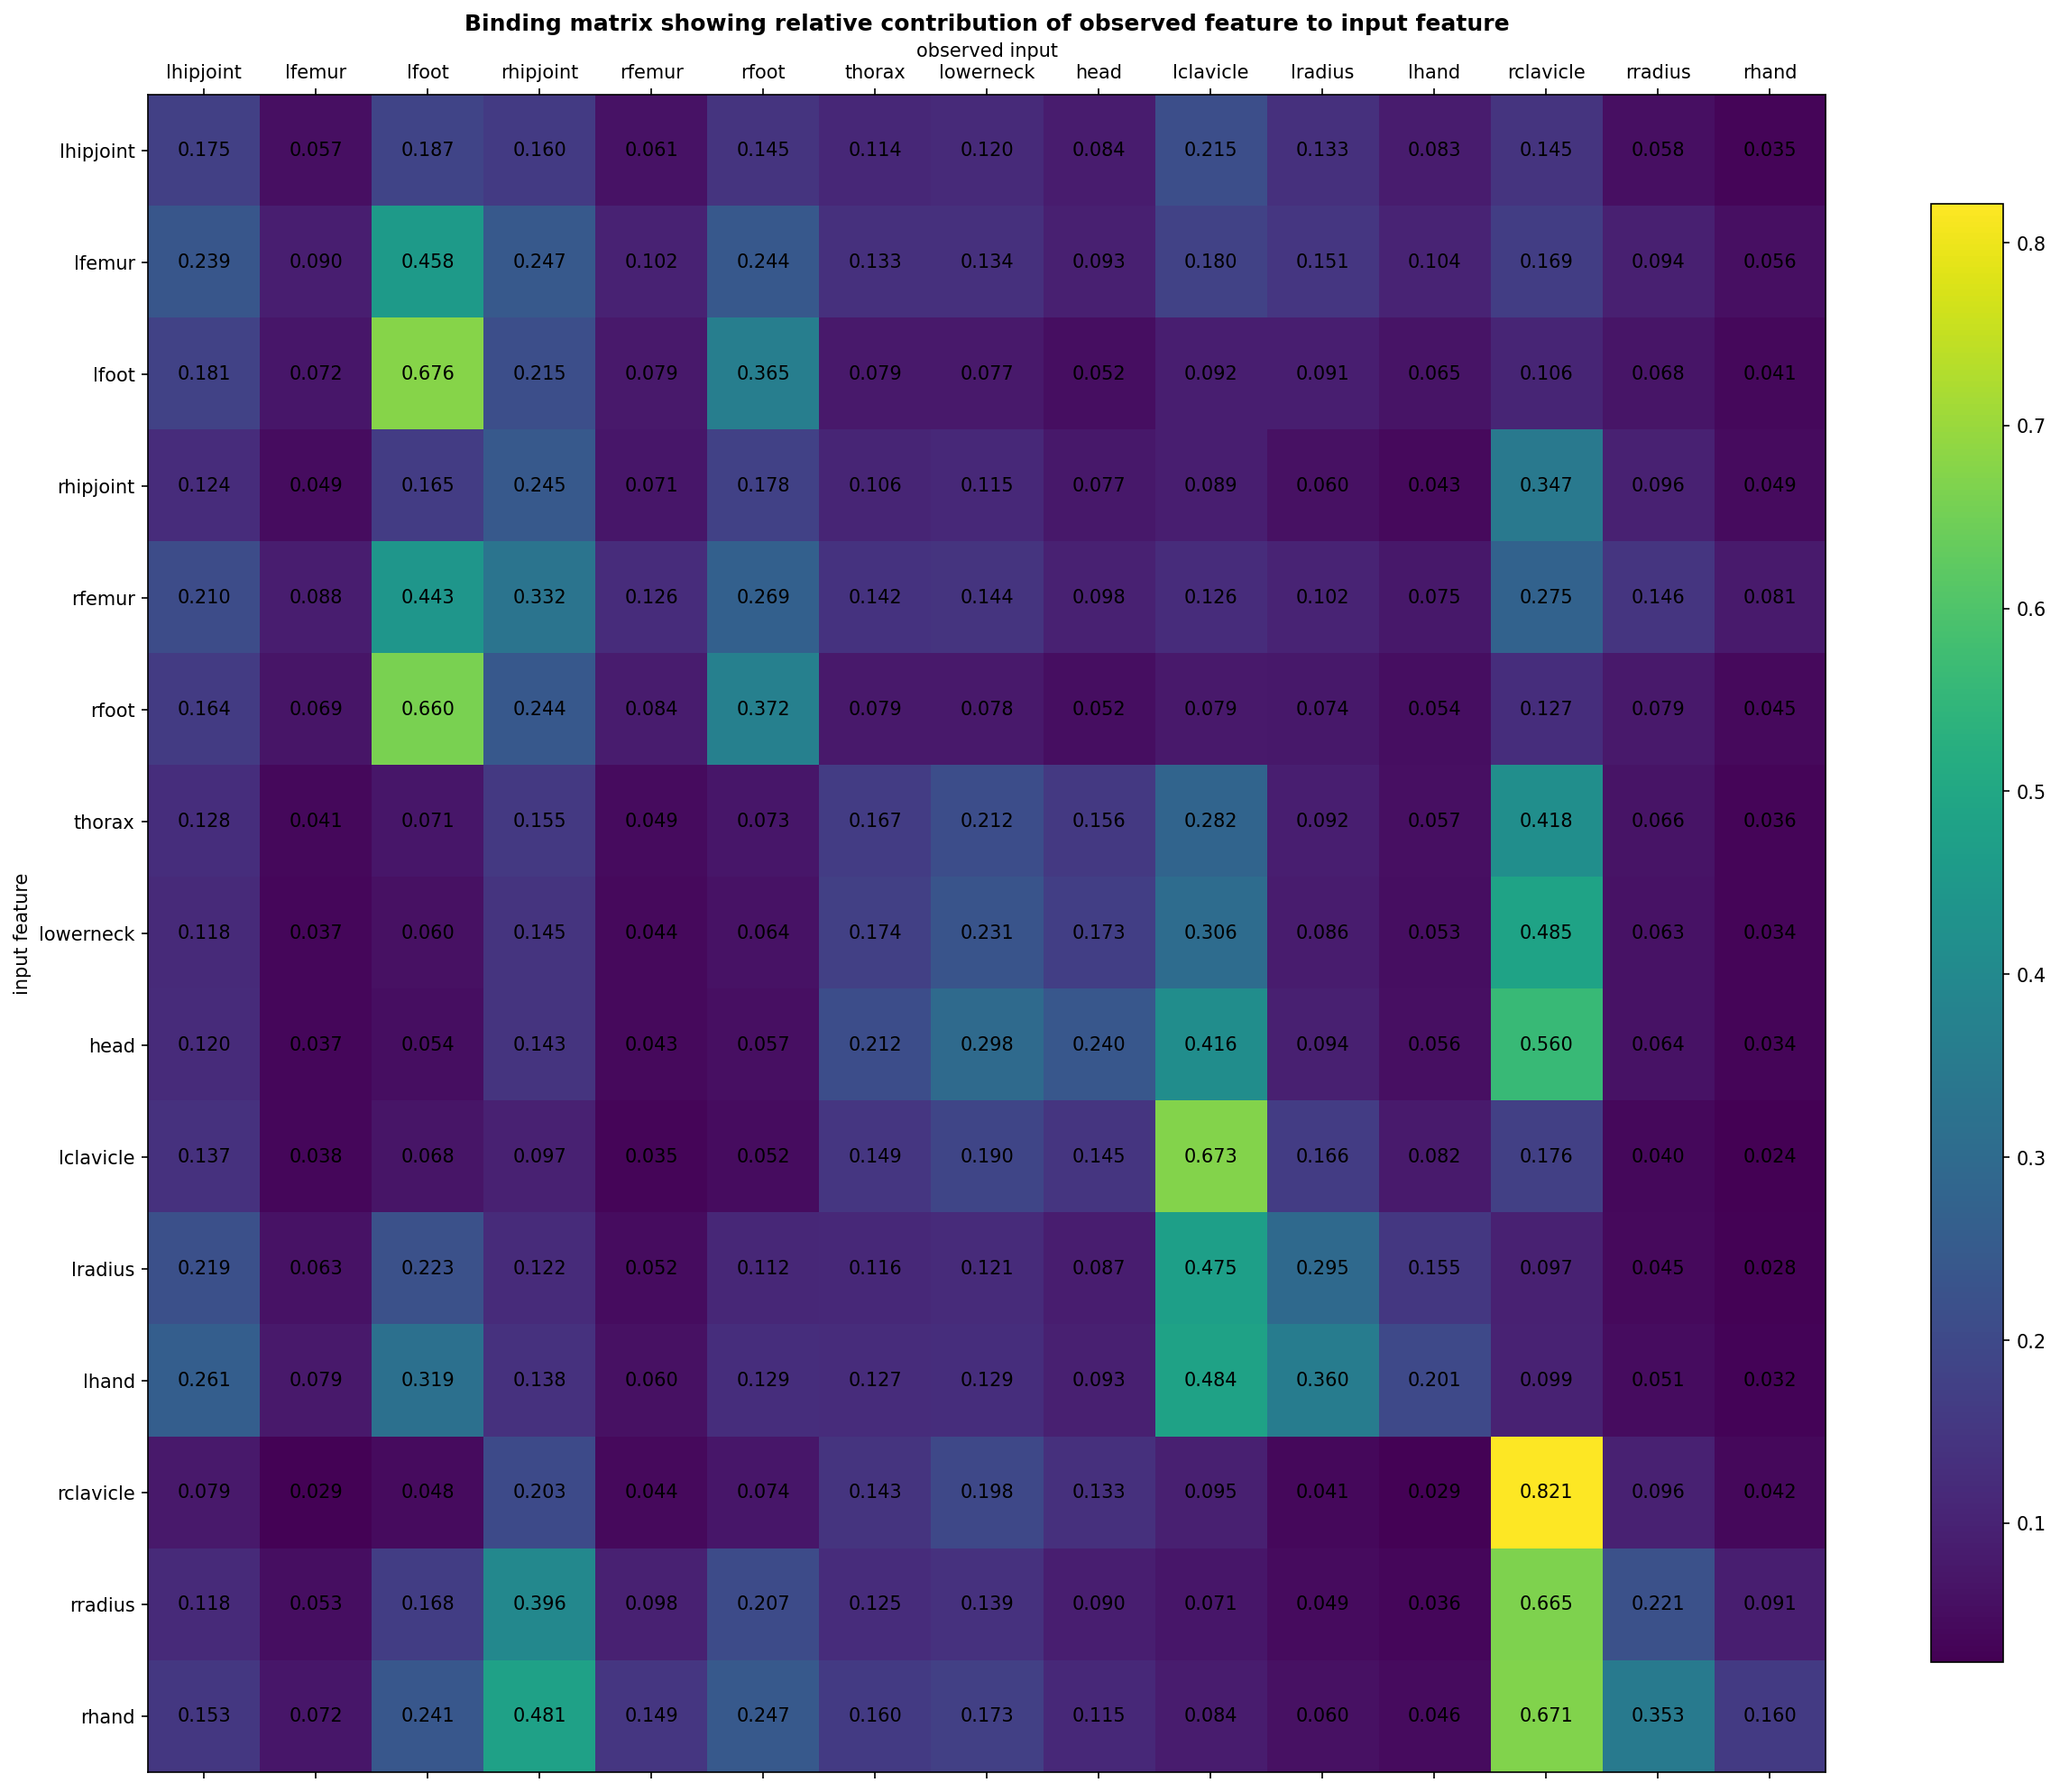 Binding matrix showing relative contribution of observed feature to input feature
observed input
lhipjoint lfemur lfoot rhipjoint rfemur rfoot thorax lowerneck head lclavicle lradius lhand rclavicle rradius rhand
lhipjoint 0.175 0.057 0.187 0.160 0.061 0.145 0.114 0.120 0.084 0.215 0.133 0.083 0.145 0.058 0.035
lfemur 0.239 0.090 0.458 0.247 0.102 0.244 0.133 0.134 0.093 0.180 0.151 0.104 0.169 0.094 0.056
lfoot 0.181 0.072 0.676 0.215 0.079 0.365 0.079 0.077 0.052 0.092 0.091 0.065 0.106 0.068 0.041
rhipjoint 0.124 0.049 0.165 0.245 0.071 0.178 0.106 0.115 0.077 0.089 0.060 0.043 0.347 0.096 0.049
rfemur 0.210 0.088 0.443 0.332 0.126 0.269 0.142 0.144 0.098 0.126 0.102 0.075 0.275 0.146 0.081
rfoot 0.164 0.069 0.660 0.244 0.084 0.372 0.079 0.078 0.052 0.079 0.074 0.054 0.127 0.079 0.045
thorax 0.128 0.041 0.071 0.155 0.049 0.073 0.167 0.212 0.156 0.282 0.092 0.057 0.418 0.066 0.036
lowerneck 0.118 0.037 0.060 0.145 0.044 0.064 0.174 0.231 0.173 0.306 0.086 0.053 0.485 0.063 0.034
head 0.120 0.037 0.054 0.143 0.043 0.057 0.212 0.298 0.240 0.416 0.094 0.056 0.560 0.064 0.034
lclavicle 0.137 0.038 0.068 0.097 0.035 0.052 0.149 0.190 0.145 0.673 0.166 0.082 0.176 0.040 0.024
lradius 0.219 0.063 0.223 0.122 0.052 0.112 0.116 0.121 0.087 0.475 0.295 0.155 0.097 0.045 0.028
lhand 0.261 0.079 0.319 0.138 0.060 0.129 0.127 0.129 0.093 0.484 0.360 0.201 0.099 0.051 0.032
rclavicle 0.079 0.029 0.048 0.203 0.044 0.074 0.143 0.198 0.133 0.095 0.041 0.029 0.821 0.096 0.042
rradius 0.118 0.053 0.168 0.396 0.098 0.207 0.125 0.139 0.090 0.071 0.049 0.036 0.665 0.221 0.091
rhand 0.153 0.072 0.241 0.481 0.149 0.247 0.160 0.173 0.115 0.084 0.060 0.046 0.671 0.353 0.160
input feature
0.8
0.7
0.6
0.5
0.4
0.3
0.2
0.1